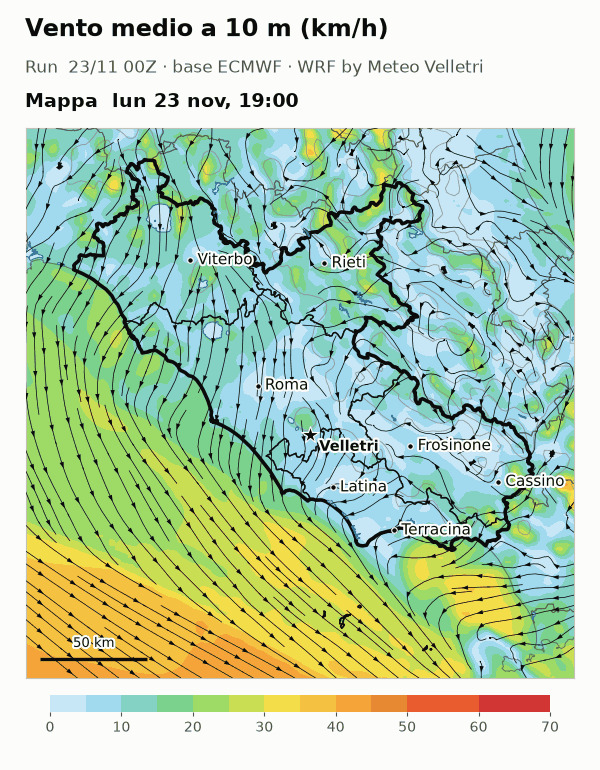 Vento medio a 10 m (km/h)
Run  23/11 00Z · base ECMWF · WRF by Meteo Velletri
Mappa  lun 23 nov, 19:00
Viterbo
Rieti
Roma
Velletri
Frosinone
Latina
Cassino
Terracina
50 km
0 10 20 30 40 50 60 70